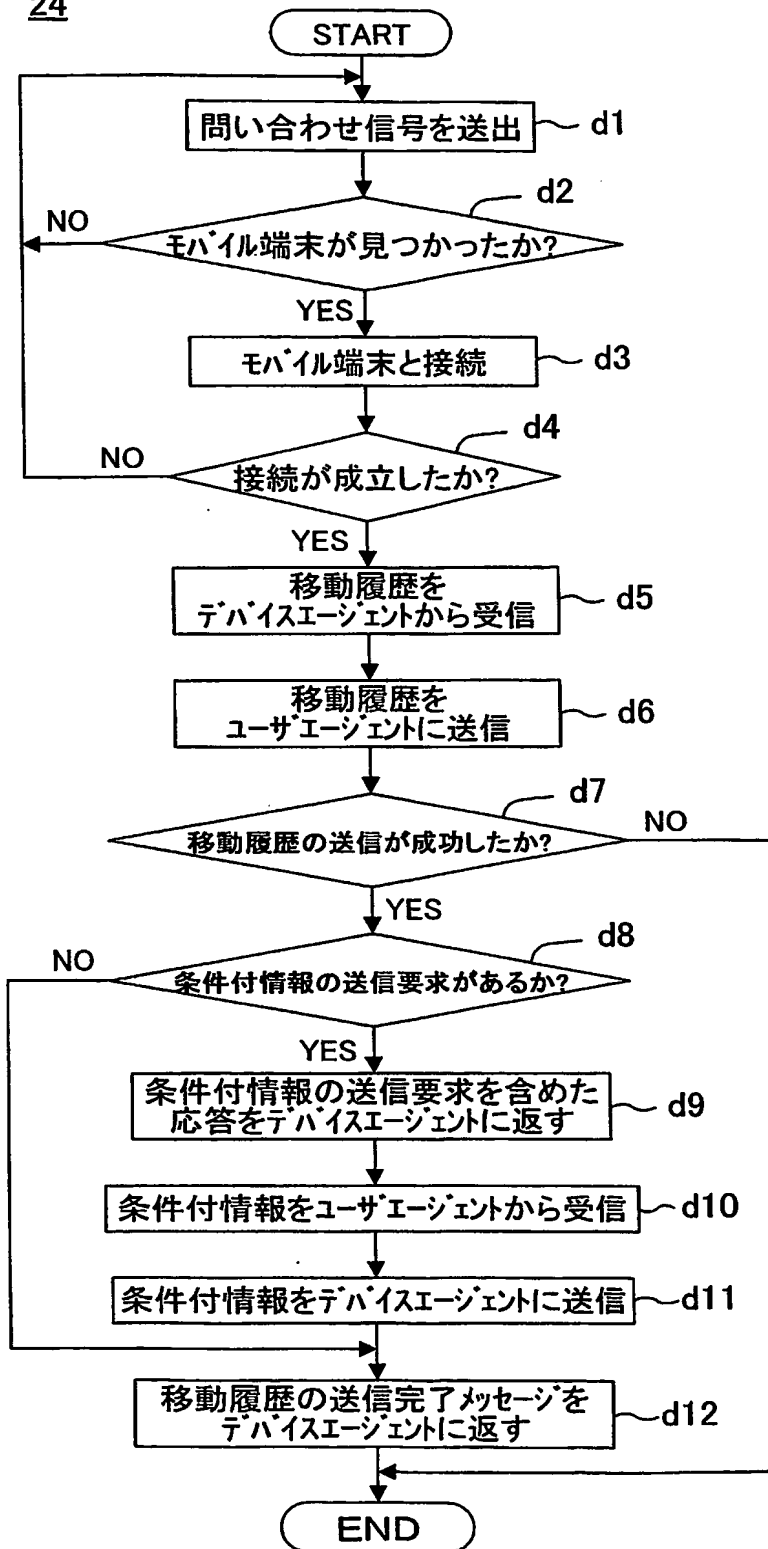 24
START
問い合わせ信号を送出
d1
d2
NO
モバイル端末が見つかったか?
YES
モバイル端末と接続
d3
d4
NO
接続が成立したか?
YES
移動履歴を
デバイスエージェントから受信
d5
移動履歴を
ユーザエージェントに送信
d6
d7
NO
移動履歴の送信が成功したか?
YES
d8
NO
条件付情報の送信要求があるか?
YES
条件付情報の送信要求を含めた
応答をデバイスエージェントに返す
d9
条件付情報をユーザエージェントから受信
d10
条件付情報をデバイスエージェントに送信
d11
移動履歴の送信完了メッセージを
デバイスエージェントに返す
d12
END